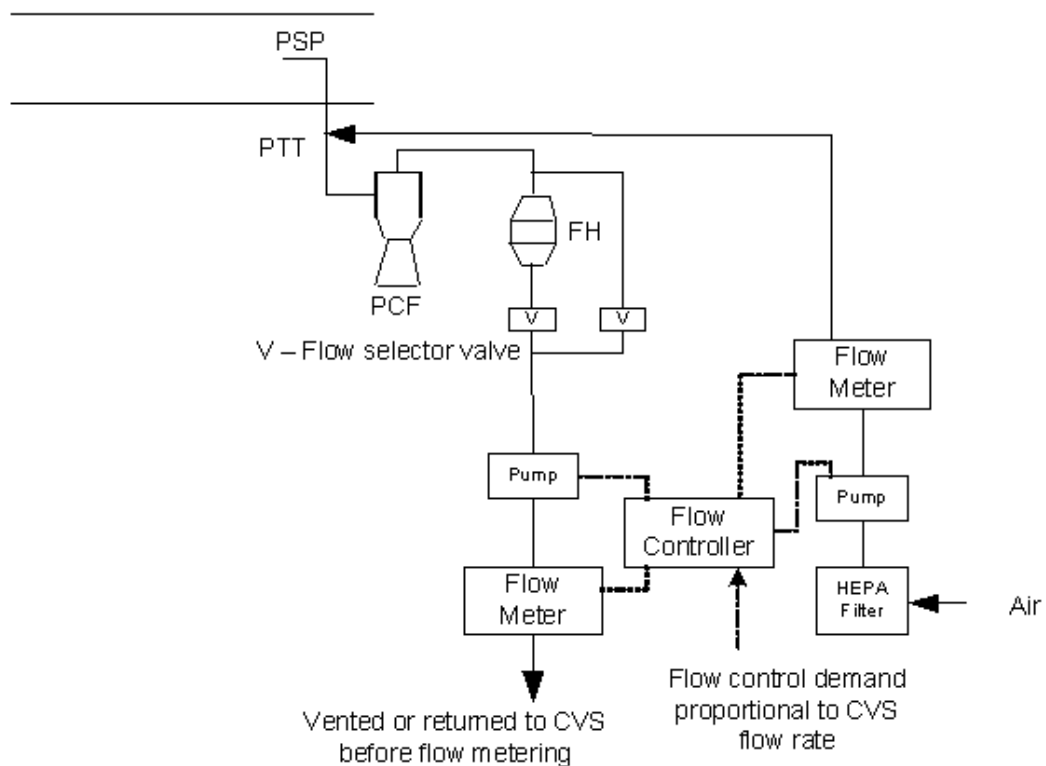 PSP
PTT
FH
PCF
V
V
V – Flow selector valve
Flow
Meter
Pump
Pump
Flow
Controller
Flow
Meter
HEPA
Filter
Air
Flow control demand
proportional to CVS
flow rate
Vented or returned to CVS
before flow metering